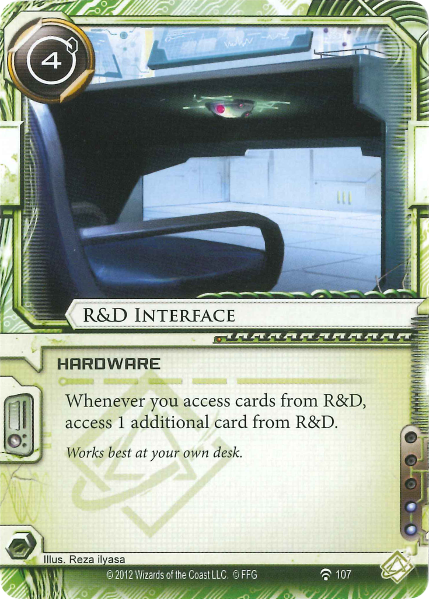 4
R&D Interface
HARDWARE
Whenever you access cards from R&D,
access 1 additional card from R&D.
Works best at your own desk.
Illus. Reza ilyasa
© 2012 Wizards of the Coast LLC. © FFG 107